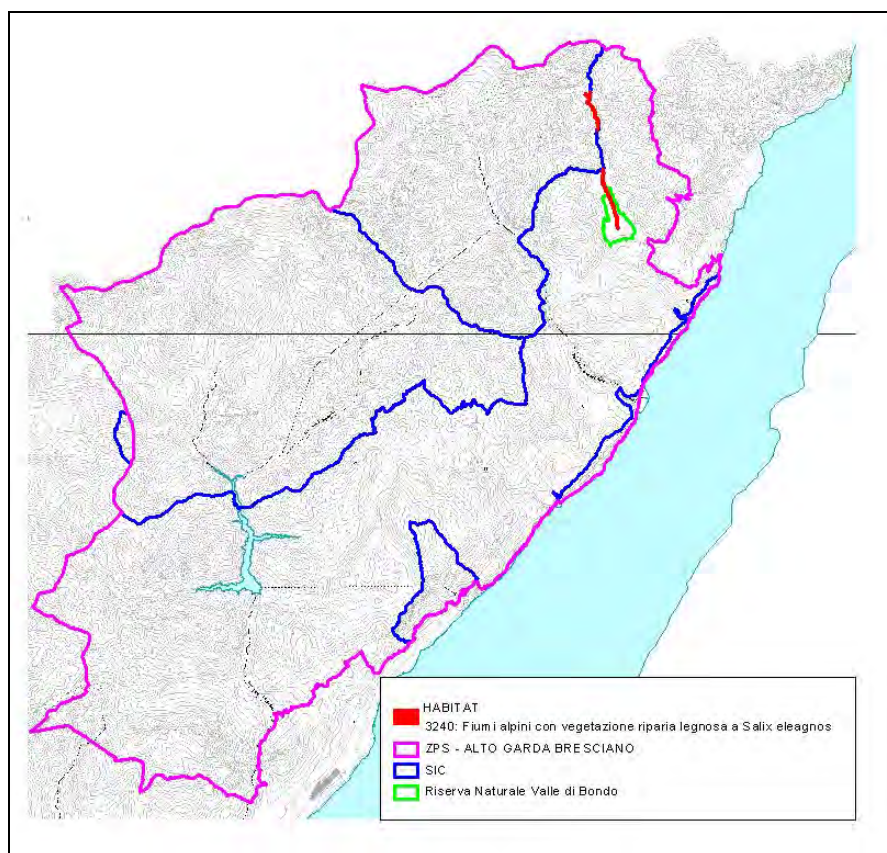 HABITAT
3240: Fiumi alpini con vegetazione riparia legnosa a Salix eleagnos
ZPS - ALTO GARDA BRESCIANO
SIC
Riserva Naturale Valle di Bondo